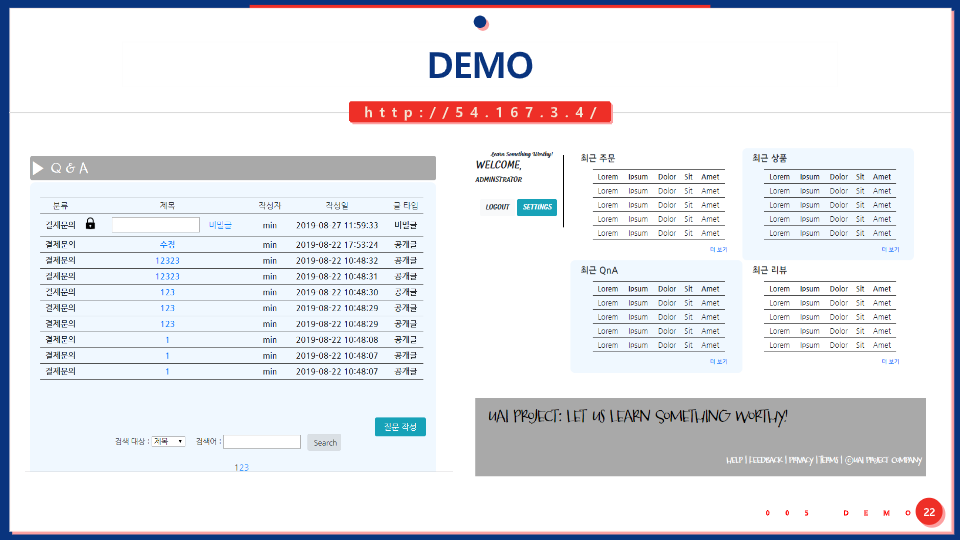 DEMO
http://54.167.3.4/
Q & A
분류 제목 작성자 작성일 글 타입
결제문의 비밀글 min 2019-08-27 11:59:33 비밀글
결제문의 수정 min 2019-08-22 17:53:24 공개글
결제문의 12323 min 2019-08-22 10:48:32 공개글
결제문의 12323 min 2019-08-22 10:48:31 공개글
결제문의 123 min 2019-08-22 10:48:30 공개글
결제문의 123 min 2019-08-22 10:48:29 공개글
결제문의 123 min 2019-08-22 10:48:29 공개글
결제문의 1 min 2019-08-22 10:48:08 공개글
결제문의 1 min 2019-08-22 10:48:07 공개글
결제문의 1 min 2019-08-22 10:48:07 공개글
질문 작성
검색 대상 : 제목 검색어 : Search
123
Learn Something Worthy!
WELCOME,
ADMINSTRATOR
LOGOUT SETTINGS
최근 주문
Lorem Ipsum Dolor Sit Amet
Lorem Ipsum Dolor Sit Amet
Lorem Ipsum Dolor Sit Amet
Lorem Ipsum Dolor Sit Amet
Lorem Ipsum Dolor Sit Amet
더 보기
최근 상품
Lorem Ipsum Dolor Sit Amet
Lorem Ipsum Dolor Sit Amet
Lorem Ipsum Dolor Sit Amet
Lorem Ipsum Dolor Sit Amet
Lorem Ipsum Dolor Sit Amet
더 보기
최근 QnA
Lorem Ipsum Dolor Sit Amet
Lorem Ipsum Dolor Sit Amet
Lorem Ipsum Dolor Sit Amet
Lorem Ipsum Dolor Sit Amet
Lorem Ipsum Dolor Sit Amet
더 보기
최근 리뷰
Lorem Ipsum Dolor Sit Amet
Lorem Ipsum Dolor Sit Amet
Lorem Ipsum Dolor Sit Amet
Lorem Ipsum Dolor Sit Amet
Lorem Ipsum Dolor Sit Amet
더 보기
UAI PROJECT: LET US LEARN SOMETHING WORTHY!
HELP | FEEDBACK | PRIVACY | TERMS | ©UAI PROJECT COMPANY
005 DEMO 22